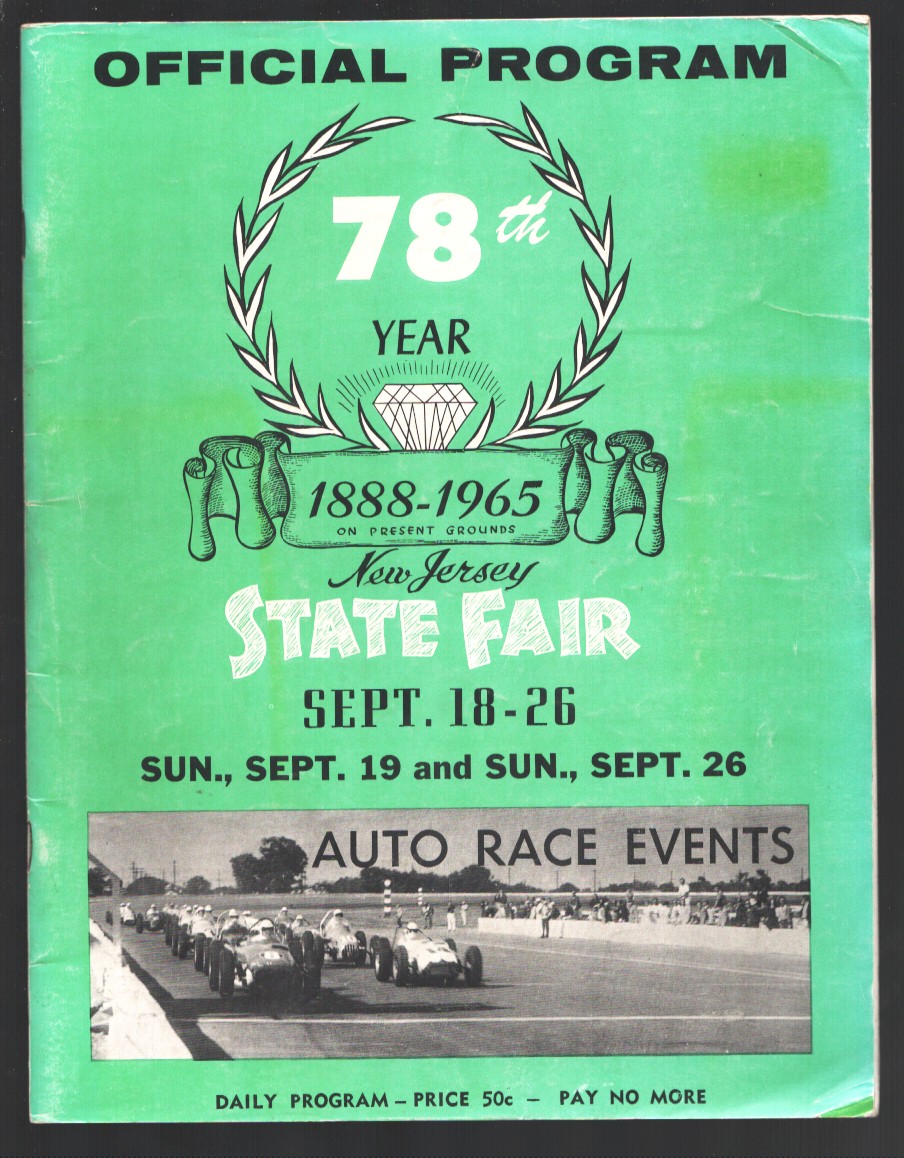 OFFICIAL PROGRAM
78th
YEAR
1888-1965
ON PRESENT GROUNDS
New Jersey
STATE FAIR
SEPT. 18-26
SUN., SEPT. 19 and SUN., SEPT. 26
AUTO RACE EVENTS
DAILY PROGRAM – PRICE 50c – PAY NO MORE